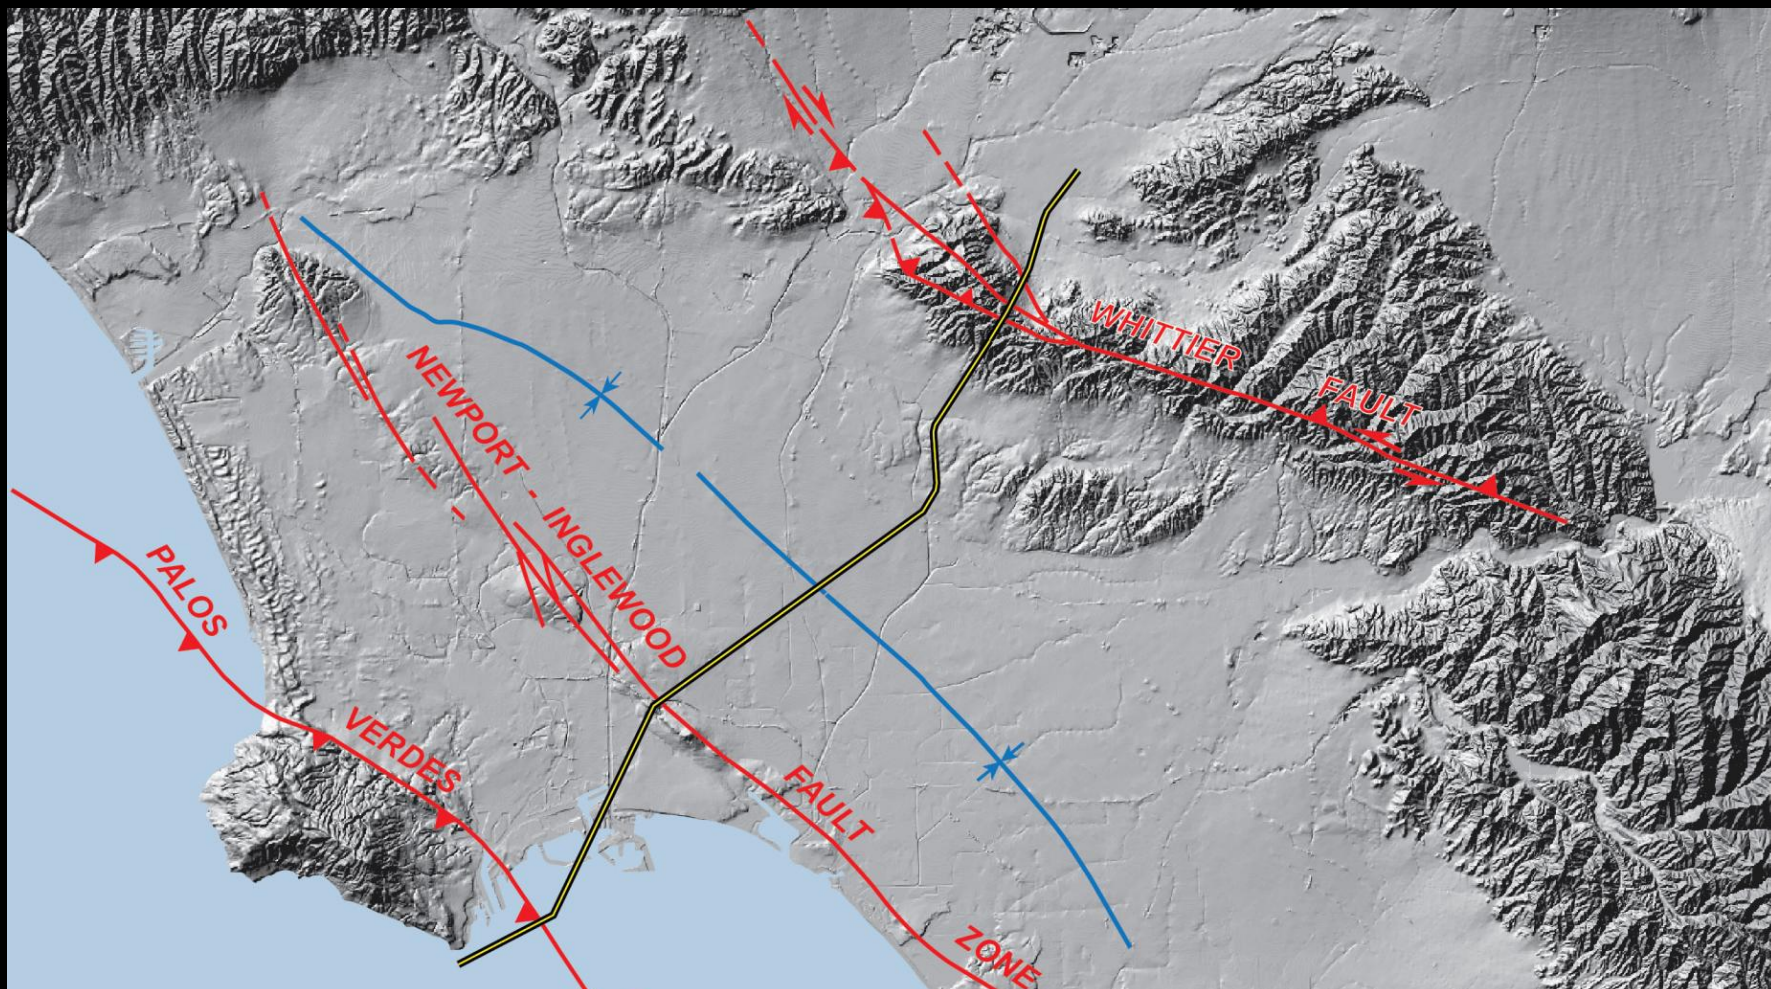 WHITTIER
FAULT
NEWPORT - INGLEWOOD
FAULT
ZONE
PALOS
VERDES